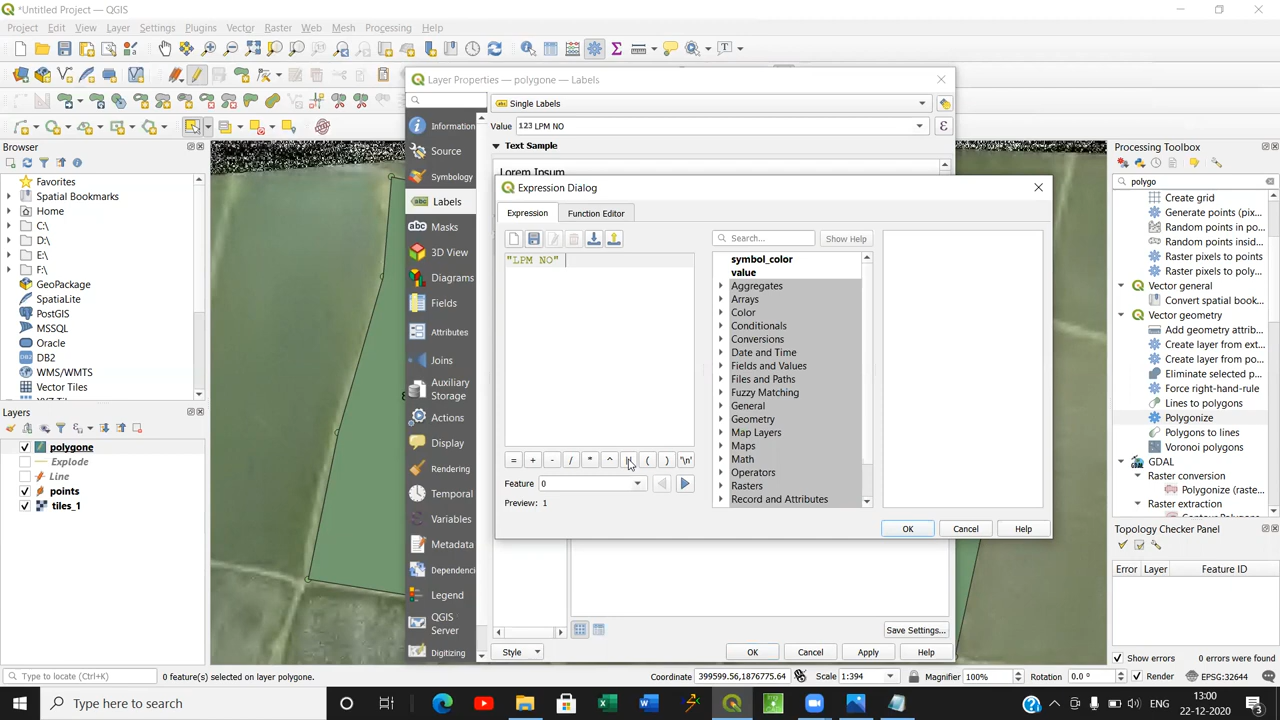 *Untitled Project — QGIS
Project Edit View Layer Settings Plugins Vector Raster Web Mesh Processing Help
Layer Properties — polygone — Labels
Single Labels
Value 123 LPM NO ε
Text Sample
Lorem Ipsum
Information
Source
Symbology
abc Labels
abc Masks
3D View
Diagrams
Fields
Attributes
Joins
Auxiliary Storage
Actions
Display
Rendering
Temporal
Variables
Metadata
Dependenci
Legend
QGIS Server
Digitizing
Style
Save Settings...
OK Cancel Apply Help
Expression Dialog
Expression Function Editor
"LPM NO"
= + - / * ^ || ( ) '\n'
Feature 0
Preview: 1
Search... Show Help
symbol_color
value
Aggregates
Arrays
Color
Conditionals
Conversions
Date and Time
Fields and Values
Files and Paths
Fuzzy Matching
General
Geometry
Map Layers
Maps
Math
Operators
Rasters
Record and Attributes
OK Cancel Help
Browser
Favorites
Spatial Bookmarks
Home
C:\
D:\
E:\
F:\
GeoPackage
SpatiaLite
PostGIS
MSSQL
Oracle
DB2
WMS/WMTS
Vector Tiles
Layers
polygone
Explode
Line
points
tiles_1
Processing Toolbox
polygo
Create grid
Generate points (pix...
Random points in po...
Random points insid...
Raster pixels to point
Raster pixels to pol...
Vector general
Convert spatial book...
Vector geometry
Add geometry attrib...
Create layer from ext...
Create layer from po...
Eliminate selected p...
Force right-hand-rule
Lines to polygons
Polygonize
Polygons to lines
Voronoi polygons
GDAL
Raster conversion
Polygonize (raste...
Raster extraction
Topology Checker Panel
Error Layer Feature ID
Show errors 0 errors were found
Type to locate (Ctrl+K) 0 feature(s) selected on layer polygone. Coordinate 399599.56,1876775.64 Scale 1:394 Magnifier 100% Rotation 0.0 ° Render EPSG:32644
Type here to search
ENG
13:00
22-12-2020
3